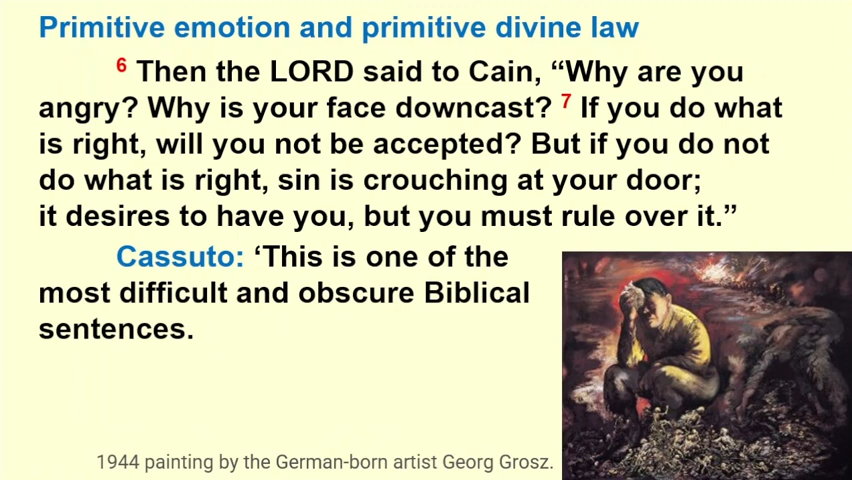 Primitive emotion and primitive divine law
6 Then the LORD said to Cain, “Why are you
angry? Why is your face downcast? 7 If you do what
is right, will you not be accepted? But if you do not
do what is right, sin is crouching at your door;
it desires to have you, but you must rule over it.”
Cassuto: ‘This is one of the
most difficult and obscure Biblical
sentences.
1944 painting by the German-born artist Georg Grosz.